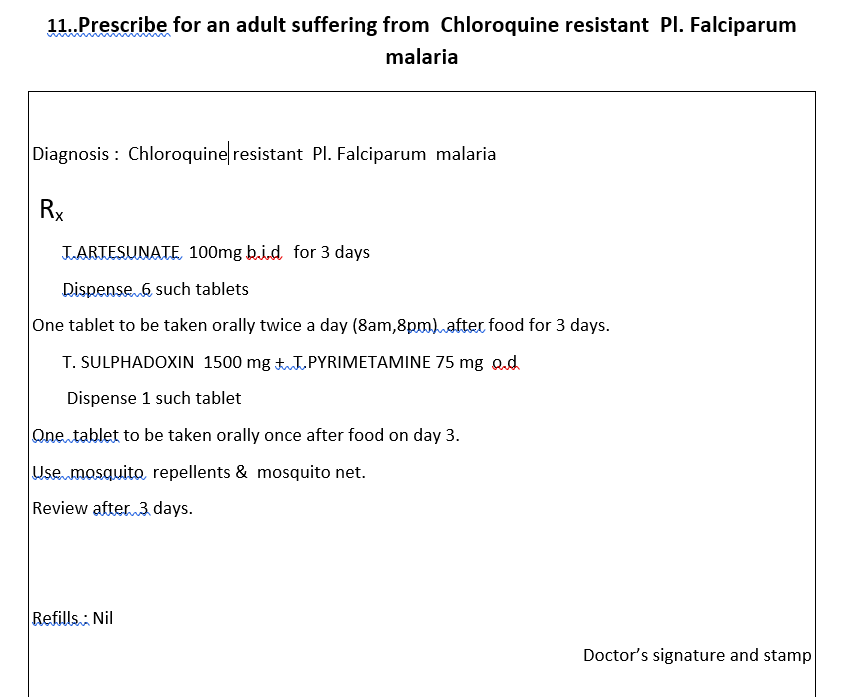 11..Prescribe for an adult suffering from Chloroquine resistant Pl. Falciparum
malaria
Diagnosis : Chloroquine resistant Pl. Falciparum malaria
Rx
T.ARTESUNATE 100mg b.i.d for 3 days
Dispense 6 such tablets
One tablet to be taken orally twice a day (8am,8pm) after food for 3 days.
T. SULPHADOXIN 1500 mg + T.PYRIMETAMINE 75 mg o.d
Dispense 1 such tablet
One tablet to be taken orally once after food on day 3.
Use mosquito repellents & mosquito net.
Review after 3 days.
Refills : Nil
Doctor’s signature and stamp